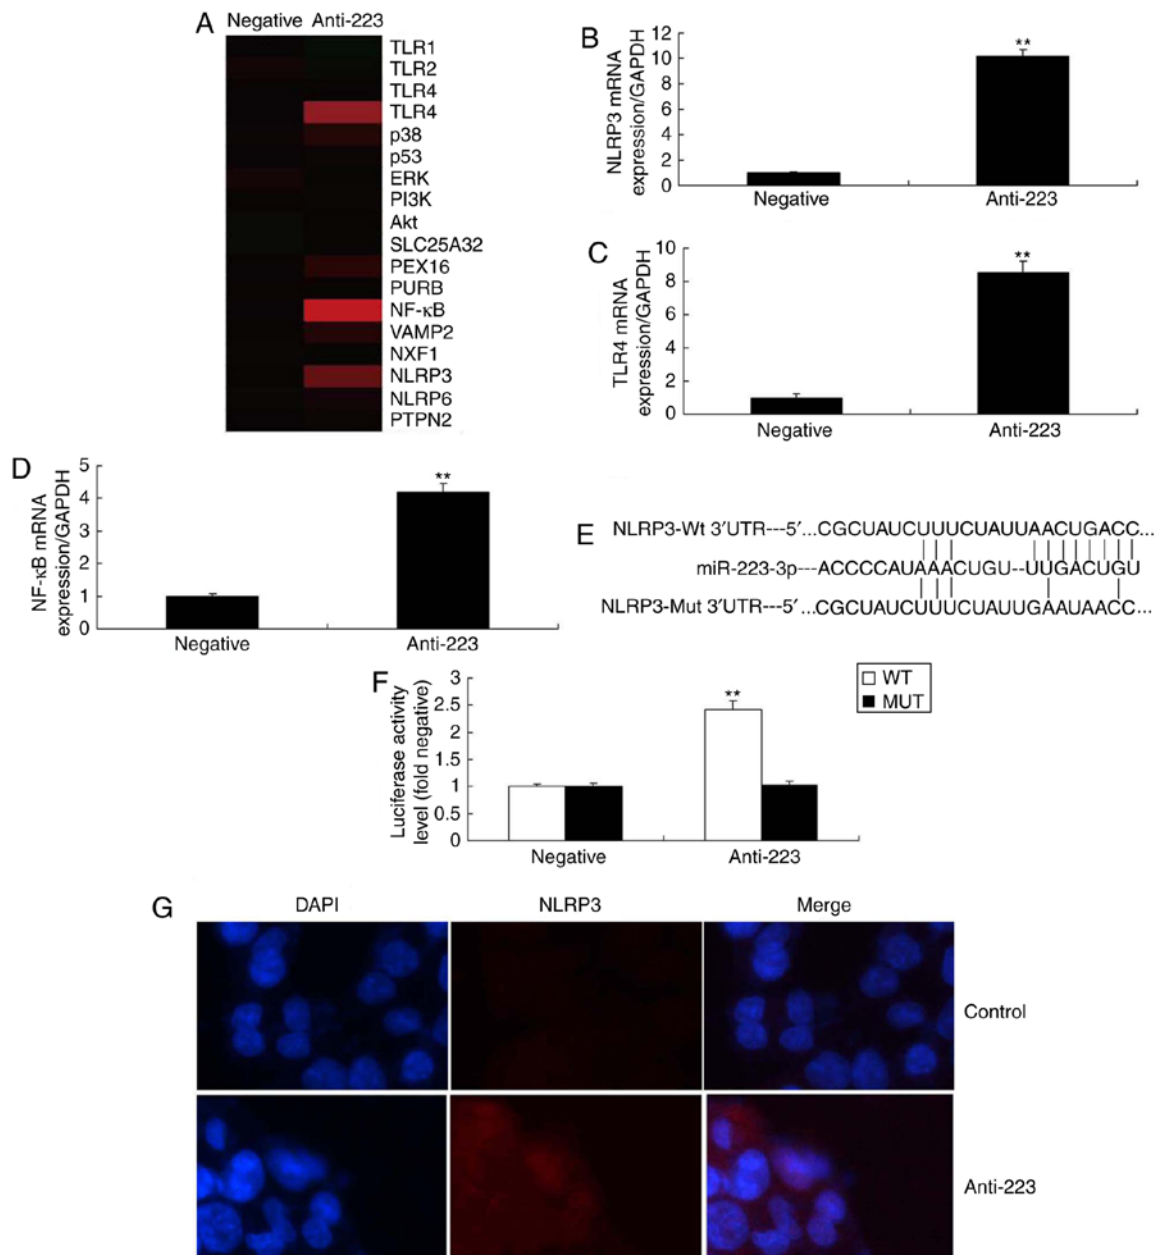 A
Negative Anti-223
TLR1
TLR2
TLR4
TLR4
p38
p53
ERK
PI3K
Akt
SLC25A32
PEX16
PURB
NF-κB
VAMP2
NXF1
NLRP3
NLRP6
PTPN2
B
NLRP3 mRNA
expression/GAPDH
12
10
8
6
4
2
0
**
Negative Anti-223
C
TLR4 mRNA
expression/GAPDH
10
8
6
4
2
0
**
Negative Anti-223
D
NF-κB mRNA
expression/GAPDH
5
4
3
2
1
0
**
Negative Anti-223
E
NLRP3-Wt 3′UTR---5′...CGCUAUCUUUCUAUUAACUGACC...
miR-223-3p---ACCCCAUAAACUGU--UUGACUGU
NLRP3-Mut 3′UTR---5′...CGCUAUCUUUCUAUUGAAUAACC...
F
Luciferase activity
level (fold negative)
3
2.5
2
1.5
1
0.5
0
**
Negative Anti-223
WT
MUT
G
DAPI NLRP3 Merge
Control
Anti-223